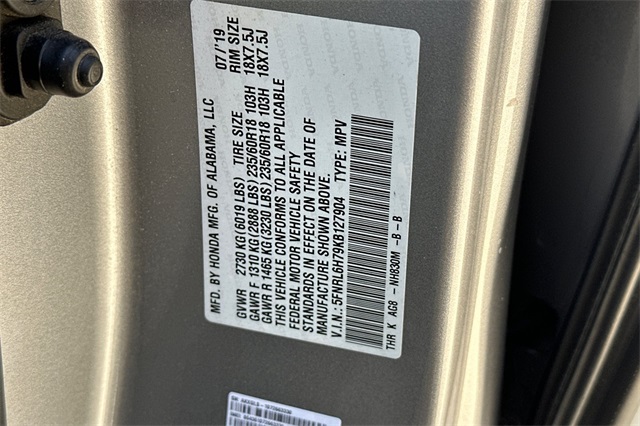 MFD. BY HONDA MFG. OF ALABAMA, LLC 07/'19
GVWR 2730 KG(6019 LBS) TIRE SIZE RIM SIZE
GAWR F 1310 KG(2888 LBS) 235/60R18 103H 18X7.5J
GAWR R 1465 KG(3230 LBS) 235/60R18 103H 18X7.5J
THIS VEHICLE CONFORMS TO ALL APPLICABLE
FEDERAL MOTOR VEHICLE SAFETY
STANDARDS IN EFFECT ON THE DATE OF
MANUFACTURE SHOWN ABOVE.
V.I.N.: 5FNRL6H79KB127904 TYPE: MPV
THR K AG8 - NH830M -B - B